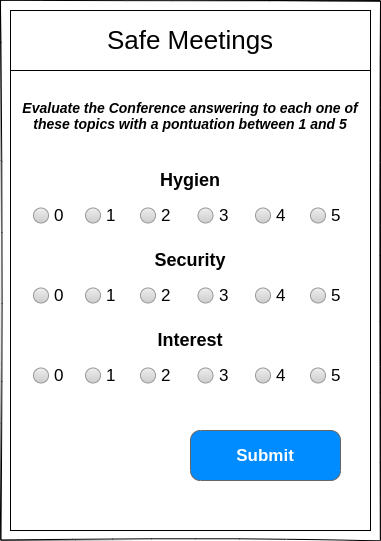 Safe Meetings
Evaluate the Conference answering to each one of
these topics with a pontuation between 1 and 5
Hygien
0 1 2 3 4 5
Security
0 1 2 3 4 5
Interest
0 1 2 3 4 5
Submit